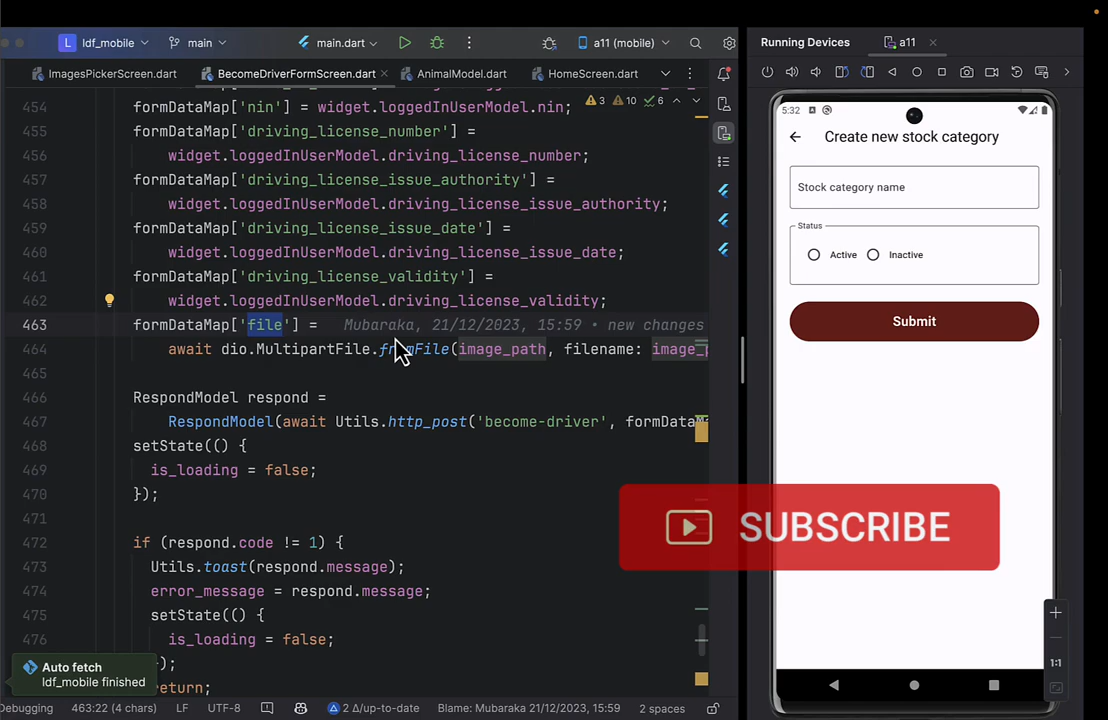 L ldf_mobile main main.dart a11 (mobile)
ImagesPickerScreen.dart BecomeDriverFormScreen.dart AnimalModel.dart HomeScreen.dart
3 10 6
454 formDataMap['nin'] = widget.loggedInUserModel.nin;
455 formDataMap['driving_license_number'] =
456 widget.loggedInUserModel.driving_license_number;
457 formDataMap['driving_license_issue_authority'] =
458 widget.loggedInUserModel.driving_license_issue_authority;
459 formDataMap['driving_license_issue_date'] =
460 widget.loggedInUserModel.driving_license_issue_date;
461 formDataMap['driving_license_validity'] =
462 widget.loggedInUserModel.driving_license_validity;
463 formDataMap['file'] = Mubaraka, 21/12/2023, 15:59 • new changes
464 await dio.MultipartFile.fromFile(image_path, filename: image_p
465
466 RespondModel respond =
467 RespondModel(await Utils.http_post('become-driver', formDataMa
468 setState(() {
469 is_loading = false;
470 });
471
472 if (respond.code != 1) {
473 Utils.toast(respond.message);
474 error_message = respond.message;
475 setState(() {
476 is_loading = false;
});
return;
Auto fetch
ldf_mobile finished
Debugging 463:22 (4 chars) LF UTF-8 2 Δ/up-to-date Blame: Mubaraka 21/12/2023, 15:59 2 spaces
Running Devices a11
5:32
Create new stock category
Stock category name
Status
Active Inactive
Submit
SUBSCRIBE
1:1